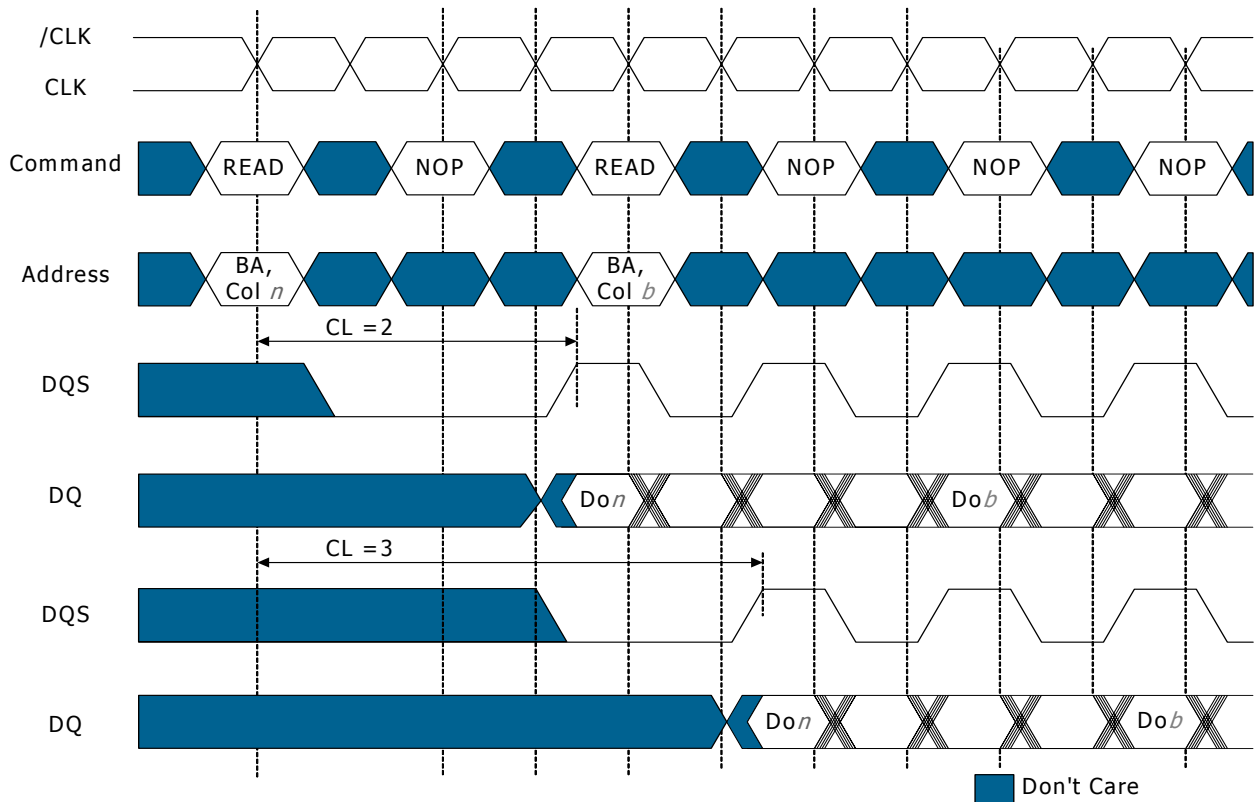 /CLK
CLK
Command
READ
NOP
READ
NOP
NOP
NOP
Address
BA,
Col n
BA,
Col b
CL =2
DQS
DQ
Don
Dob
CL =3
DQS
DQ
Don
Dob
Don't Care